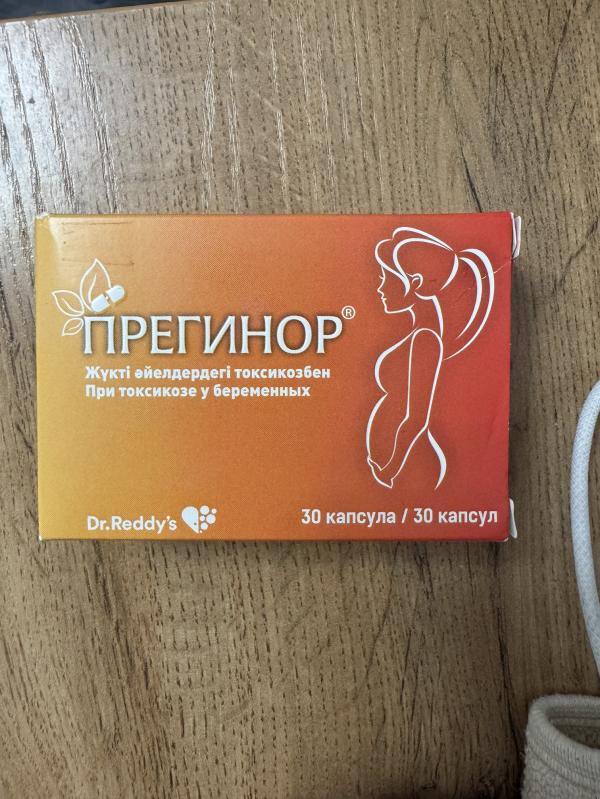 ПРЕГИНОР®
Жүкті әйелдердегі токсикозбен
При токсикозе у беременных
Dr.Reddy's
30 капсула / 30 капсул